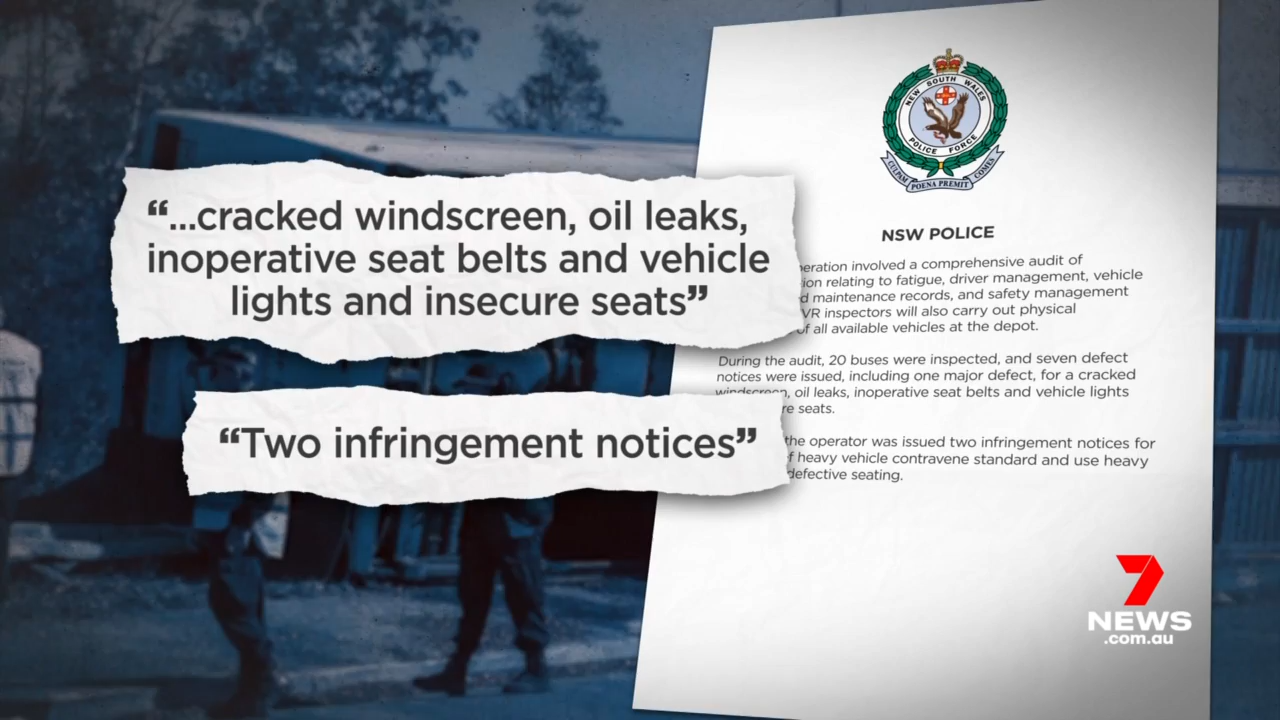 “...cracked windscreen, oil leaks,
inoperative seat belts and vehicle
lights and insecure seats”
“Two infringement notices”
NEW SOUTH WALES
POLICE FORCE
CULPAM POENA PREMIT COMES
NSW POLICE
involved a comprehensive audit of
relating to fatigue, driver management, vehicle
maintenance records, and safety management
inspectors will also carry out physical
of all available vehicles at the depot.
During the audit, 20 buses were inspected, and seven defect
notices were issued, including one major defect, for a cracked
windscreen, oil leaks, inoperative seat belts and vehicle lights
seats.
the operator was issued two infringement notices for
heavy vehicle contravene standard and use heavy
defective seating.
7
NEWS
.com.au